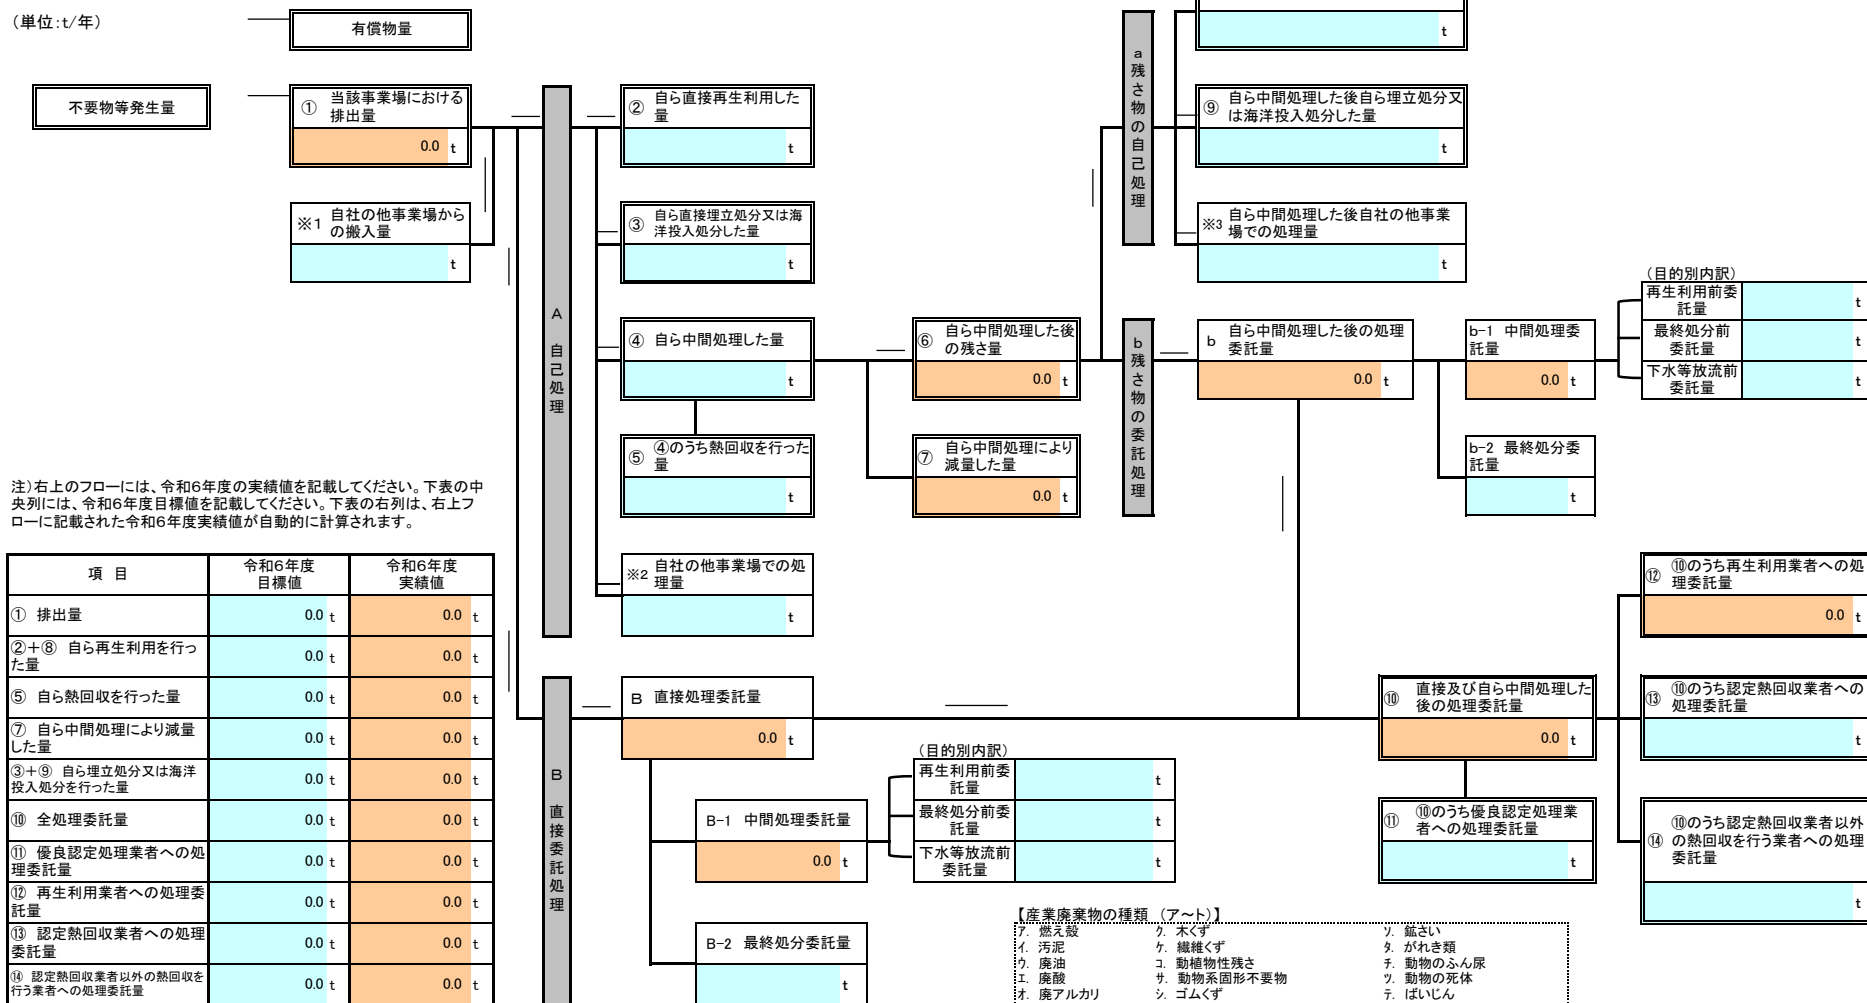 （単位：t/年）
有償物量
t
不要物等発生量
① 当該事業場における
排出量
0.0 t
※1 自社の他事業場から
の搬入量
t
A 自己処理
② 自ら直接再生利用した
量
t
③ 自ら直接埋立処分又は海
洋投入処分した量
t
④ 自ら中間処理した量
t
⑤ ④のうち熱回収を行った
量
t
※2 自社の他事業場での処
理量
t
⑥ 自ら中間処理した後
の残さ量
0.0 t
⑦ 自ら中間処理により
減量した量
0.0 t
a 残さ物の自己処理
⑨ 自ら中間処理した後自ら埋立処分又
は海洋投入処分した量
t
※3 自ら中間処理した後自社の他事業
場での処理量
t
b 残さ物の委託処理
b 自ら中間処理した後の処理
委託量
0.0 t
b-1 中間処理委
託量
0.0 t
b-2 最終処分委
託量
t
（目的別内訳）
再生利用前委
託量
t
最終処分前
委託量
t
下水等放流前
委託量
t
注）右上のフローには、令和６年度の実績値を記載してください。下表の中
央列には、令和６年度目標値を記載してください。下表の右列は、右上フ
ローに記載された令和６年度実績値が自動的に計算されます。
項 目 令和６年度
目標値 令和６年度
実績値
① 排出量 0.0 t 0.0 t
②＋⑧ 自ら再生利用を行っ
た量 0.0 t 0.0 t
⑤ 自ら熱回収を行った量 0.0 t 0.0 t
⑦ 自ら中間処理により減量
した量 0.0 t 0.0 t
③＋⑨ 自ら埋立処分又は海洋
投入処分を行った量 0.0 t 0.0 t
⑩ 全処理委託量 0.0 t 0.0 t
⑪ 優良認定処理業者への処
理委託量 0.0 t 0.0 t
⑫ 再生利用業者への処理委
託量 0.0 t 0.0 t
⑬ 認定熱回収業者への処理
委託量 0.0 t 0.0 t
⑭ 認定熱回収業者以外の熱回収を
行う業者への処理委託量 0.0 t 0.0 t
B 直接委託処理
B 直接処理委託量
0.0 t
B-1 中間処理委託量
0.0 t
B-2 最終処分委託量
t
（目的別内訳）
再生利用前委
託量
t
最終処分前委
託量
t
下水等放流前
委託量
t
⑩ 直接及び自ら中間処理した
後の処理委託量
0.0 t
⑪ ⑩のうち優良認定処理業
者への処理委託量
t
⑫ ⑩のうち再生利用業者への処
理委託量
0.0 t
⑬ ⑩のうち認定熱回収業者への
処理委託量
t
⑭ ⑩のうち認定熱回収業者以外
の熱回収を行う業者への処理
委託量
t
【産業廃棄物の種類 （ア～ト）】
ア. 燃え殻 ク. 木くず ソ. 鉱さい
イ. 汚泥 ケ. 繊維くず タ. がれき類
ウ. 廃油 コ. 動植物性残さ チ. 動物のふん尿
エ. 廃酸 サ. 動物系固形不要物 ツ. 動物の死体
オ. 廃アルカリ シ. ゴムくず テ. ばいじん